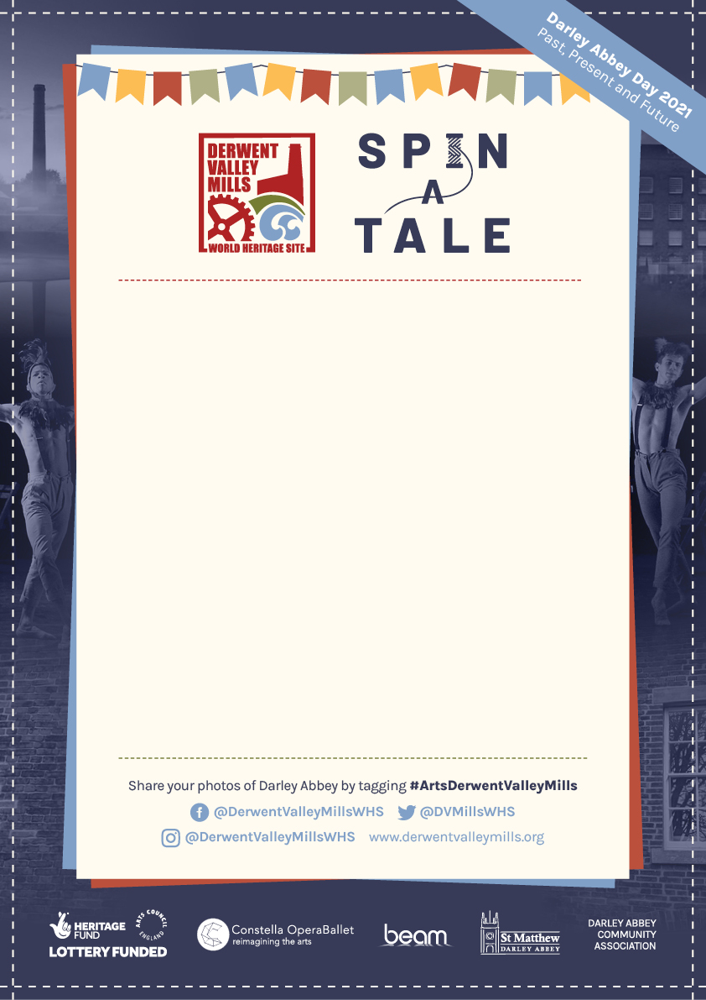 Darley Abbey Day 2021
Past, Present and Future
DERWENT
VALLEY
MILLS
WORLD HERITAGE SITE
SPIN
A
TALE
Share your photos of Darley Abbey by tagging #ArtsDerwentValleyMills
@DerwentValleyMillsWHS @DVMillsWHS
@DerwentValleyMillsWHS www.derwentvalleymills.org
HERITAGE
FUND
LOTTERY FUNDED
ARTS COUNCIL
ENGLAND
Constella OperaBallet
reimagining the arts
beam
St Matthew
DARLEY ABBEY
DARLEY ABBEY
COMMUNITY
ASSOCIATION